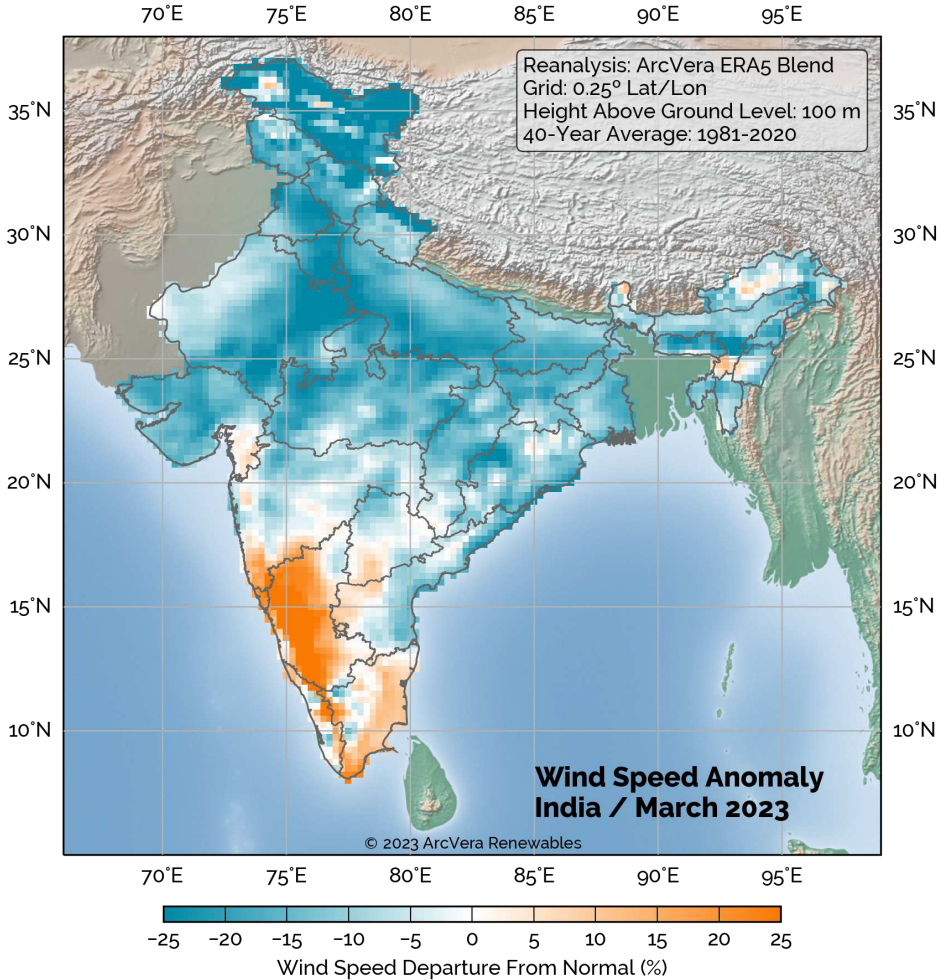 70°E 75°E 80°E 85°E 90°E 95°E
Reanalysis: ArcVera ERA5 Blend
Grid: 0.25° Lat/Lon
Height Above Ground Level: 100 m
40-Year Average: 1981-2020
35°N 35°N
30°N 30°N
25°N 25°N
20°N 20°N
15°N 15°N
10°N 10°N
Wind Speed Anomaly
India / March 2023
© 2023 ArcVera Renewables
70°E 75°E 80°E 85°E 90°E 95°E
−25 −20 −15 −10 −5 0 5 10 15 20 25
Wind Speed Departure From Normal (%)